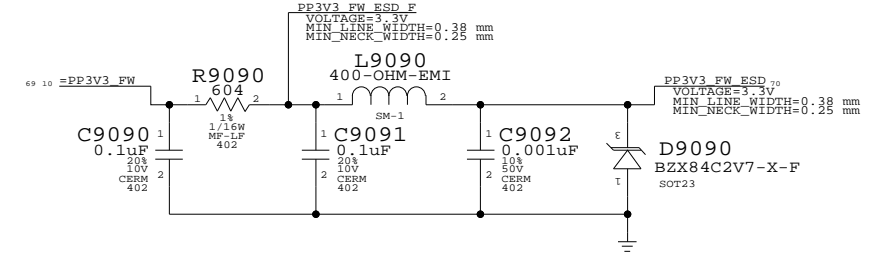 PP3V3_FW_ESD_F
VOLTAGE=3.3V
MIN_LINE_WIDTH=0.38 mm
MIN_NECK_WIDTH=0.25 mm
69 10 =PP3V3_FW
R9090
604
1 2
1%
1/16W
MF-LF
402
L9090
400-OHM-EMI
1 2
SM-1
PP3V3_FW_ESD 70
VOLTAGE=3.3V
MIN_LINE_WIDTH=0.38 mm
MIN_NECK_WIDTH=0.25 mm
C9090
0.1uF
20%
10V
CERM
402
1
2
C9091
0.1uF
20%
10V
CERM
402
1
2
C9092
0.001uF
10%
50V
CERM
402
1
2
D9090
BZX84C2V7-X-F
SOT23
3
1